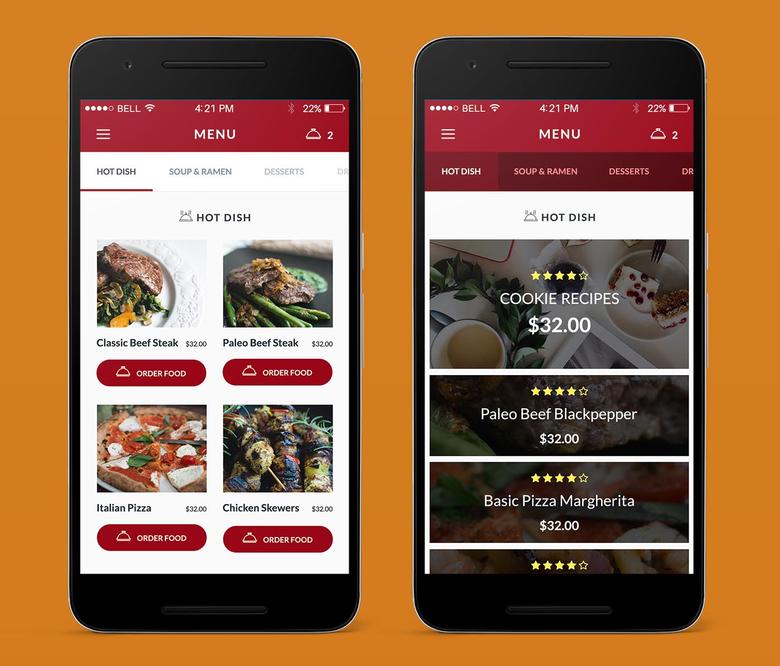 BELL 4:21 PM 22%
MENU 2
HOT DISH SOUP & RAMEN DESSERTS DR
HOT DISH
Classic Beef Steak $32.00 Paleo Beef Steak $32.00
ORDER FOOD ORDER FOOD
Italian Pizza $32.00 Chicken Skewers $32.00
ORDER FOOD ORDER FOOD
BELL 4:21 PM 22%
MENU 2
HOT DISH SOUP & RAMEN DESSERTS DR
HOT DISH
COOKIE RECIPES
$32.00
Paleo Beef Blackpepper
$32.00
Basic Pizza Margherita
$32.00